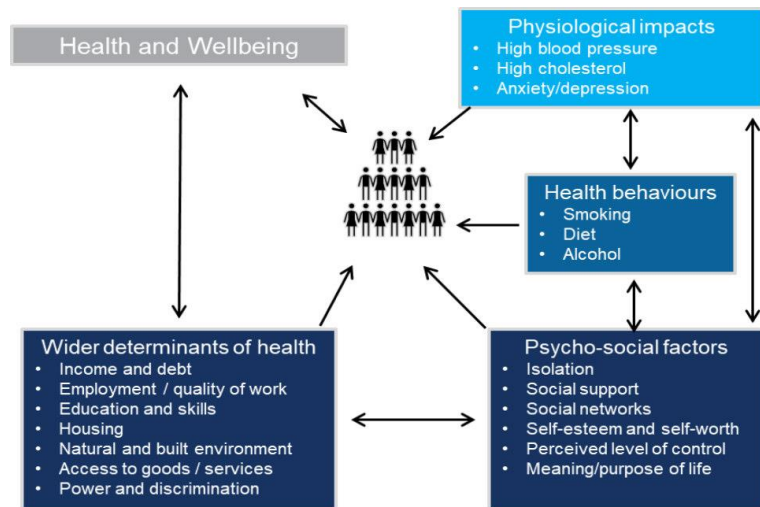 Health and Wellbeing
Physiological impacts
• High blood pressure
• High cholesterol
• Anxiety/depression
Health behaviours
• Smoking
• Diet
• Alcohol
Wider determinants of health
• Income and debt
• Employment / quality of work
• Education and skills
• Housing
• Natural and built environment
• Access to goods / services
• Power and discrimination
Psycho-social factors
• Isolation
• Social support
• Social networks
• Self-esteem and self-worth
• Perceived level of control
• Meaning/purpose of life